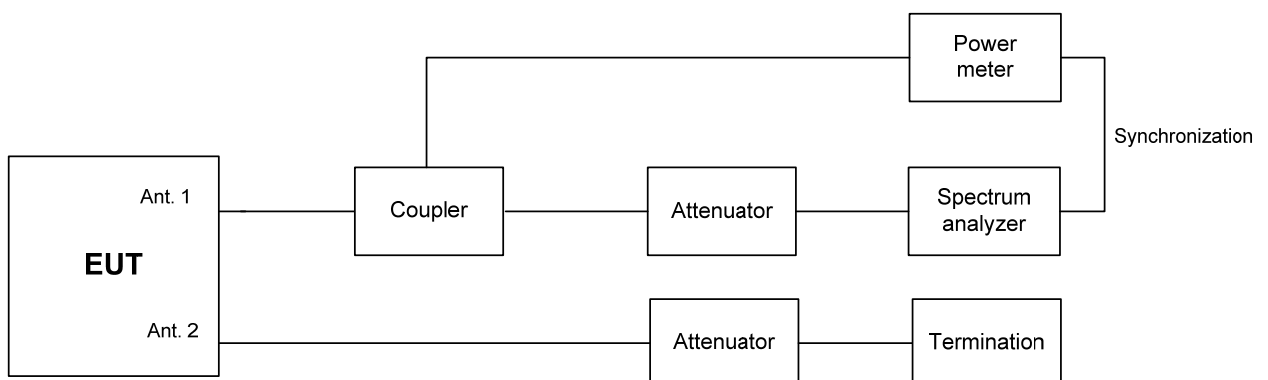 Power
meter
Synchronization
Ant. 1
Coupler
Attenuator
Spectrum
analyzer
EUT
Ant. 2
Attenuator
Termination